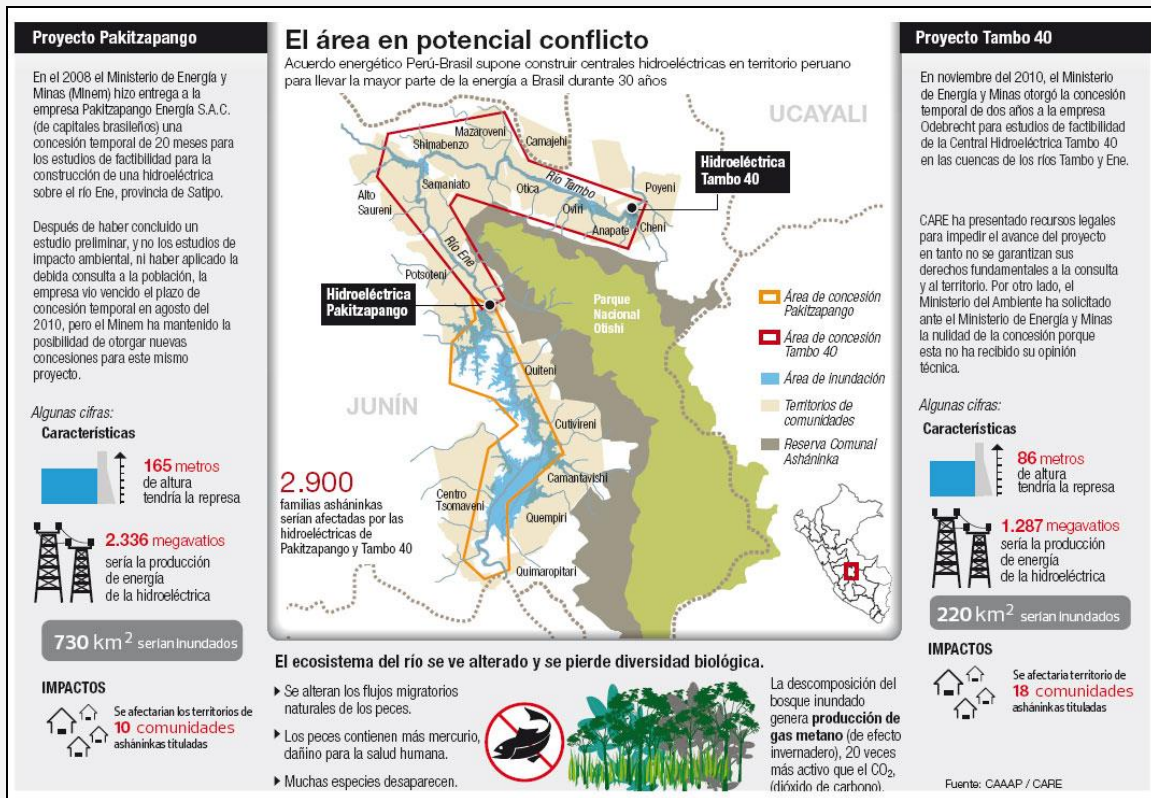 Proyecto Pakitzapango
En el 2008 el Ministerio de Energía y
Minas (Minem) hizo entrega a la
empresa Pakitzapango Energía S.A.C.
(de capitales brasileños) una
concesión temporal de 20 meses para
los estudios de factibilidad para la
construcción de una hidroeléctrica
sobre el río Ene, provincia de Satipo.
Después de haber concluido un
estudio preliminar, y no los estudios de
impacto ambiental, ni haber aplicado la
debida consulta a la población, la
empresa vio vencido el plazo de
concesión temporal en agosto del
2010, pero el Minem ha mantenido la
posibilidad de otorgar nuevas
concesiones para este mismo
proyecto.
Algunas cifras:
Características
165 metros
de altura
tendría la represa
2.336 megavatios
sería la producción
de energía
de la hidroeléctrica
730 km² serían inundados
IMPACTOS
Se afectarian los territorios de
10 comunidades
asháninkas tituladas
El área en potencial conflicto
Acuerdo energético Perú-Brasil supone construir centrales hidroeléctricas en territorio peruano
para llevar la mayor parte de la energía a Brasil durante 30 años
UCAYALI
Mazaroveni
Shimabenzo
Camajehi
Hidroeléctrica
Tambo 40
Samaniato
Otica
Río Tambo
Poyeni
Alto
Saureni
Oviri
Anapate
Cheni
Río Ene
Potsoteni
Hidroeléctrica
Pakitzapango
Parque
Nacional
Otishi
Área de concesión
Pakitzapango
Área de concesión
Tambo 40
Área de inundación
Territorios de
comunidades
Reserva Comunal
Asháninka
Quiteni
JUNÍN
Cutivireni
Camantavishi
Centro
Tsomaveni
Quempiri
Quimaropitari
2.900
familias asháninkas
serían afectadas por las
hidroeléctricas de
Pakitzapango y Tambo 40
El ecosistema del río se ve alterado y se pierde diversidad biológica.
Se alteran los flujos migratorios
naturales de los peces.
Los peces contienen más mercurio,
dañino para la salud humana.
Muchas especies desaparecen.
La descomposición del
bosque inundado
genera producción de
gas metano (de efecto
invernadero), 20 veces
más activo que el CO₂,
(dióxido de carbono).
Proyecto Tambo 40
En noviembre del 2010, el Ministerio
de Energía y Minas otorgó la concesión
temporal de dos años a la empresa
Odebrecht para estudios de factibilidad
de la Central Hidroeléctrica Tambo 40
en las cuencas de los ríos Tambo y Ene.
CARE ha presentado recursos legales
para impedir el avance del proyecto
en tanto no se garantizan sus
derechos fundamentales a la consulta
y al territorio. Por otro lado, el
Ministerio del Ambiente ha solicitado
ante el Ministerio de Energía y Minas
la nulidad de la concesión porque
esta no ha recibido su opinión
técnica.
Algunas cifras:
Características
86 metros
de altura
tendría la represa
1.287 megavatios
sería la producción
de energía
de la hidroeléctrica
220 km² serían inundados
IMPACTOS
Se afectaria territorio de
18 comunidades
asháninkas tituladas
Fuente: CAAAP / CARE